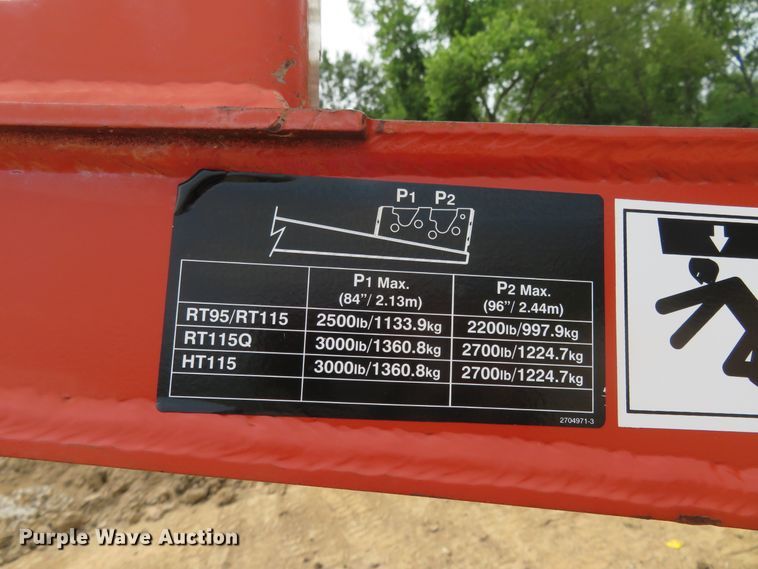 P1 P2
P1 Max. P2 Max.
(84"/ 2.13m) (96"/ 2.44m)
RT95/RT115 2500lb/1133.9kg 2200lb/997.9kg
RT115Q 3000lb/1360.8kg 2700lb/1224.7kg
HT115 3000lb/1360.8kg 2700lb/1224.7kg
2704971-3
Purple Wave Auction